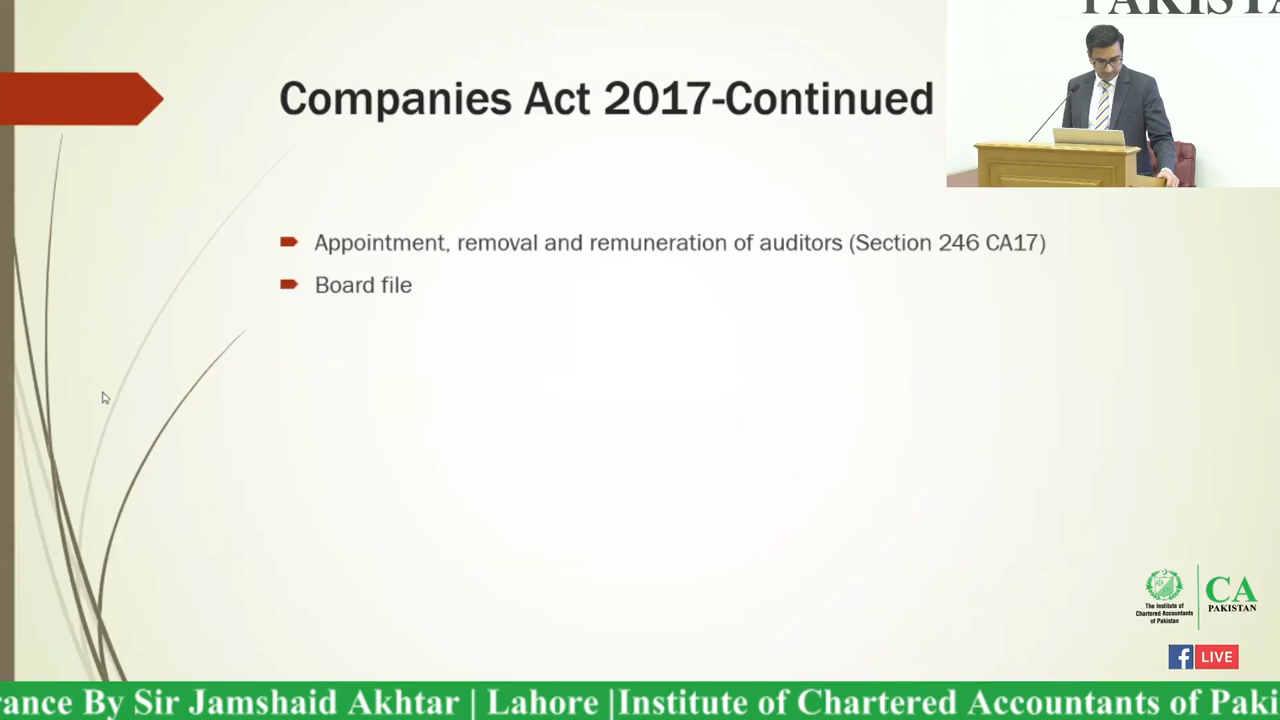 Companies Act 2017-Continued
Appointment, removal and remuneration of auditors (Section 246 CA17)
Board file
The Institute of
Chartered Accountants
of Pakistan
CA
PAKISTAN
LIVE
By Sir Jamshaid Akhtar | Lahore |Institute of Chartered Accountants of